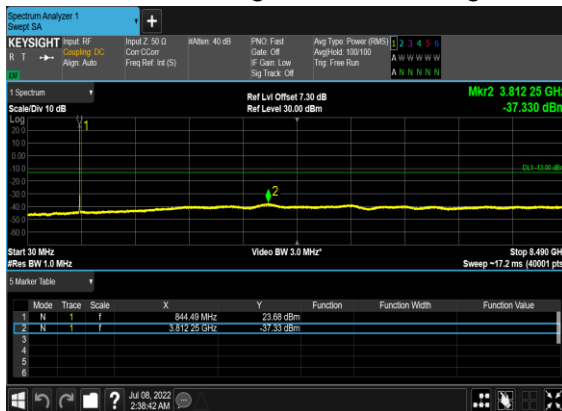 Spectrum Analyzer 1
Swept SA
KEYSIGHT Input: RF Input Z: 50 Ω #Atten: 40 dB PNO: Fast Avg Type: Power (RMS) 1 2 3 4 5 6
R T Coupling: DC Corr CCorr Gate: Off Avg|Hold: 100/100 A W W W W W
Align: Auto Freq Ref: Int (S) IF Gain: Low Trig: Free Run
Sig Track: Off A N N N N N
1 Spectrum Ref Lvl Offset 7.30 dB Mkr2 3.812 25 GHz
Scale/Div 10 dB Ref Level 30.00 dBm -37.330 dBm
Log
20.0
1
10.0
0.00
-10.0 DL1 -13.00 dBm
-20.0
-30.0 2
-40.0
-50.0
-60.0
Start 30 MHz Video BW 3.0 MHz* Stop 8.490 GH
#Res BW 1.0 MHz Sweep ~17.2 ms (40001 pts
5 Marker Table
Mode Trace Scale X Y Function Function Width Function Value
1 N 1 f 844.49 MHz 23.68 dBm
2 N 1 f 3.812 25 GHz -37.33 dBm
3
4
5
6
? Jul 08, 2022
2:38:42 AM